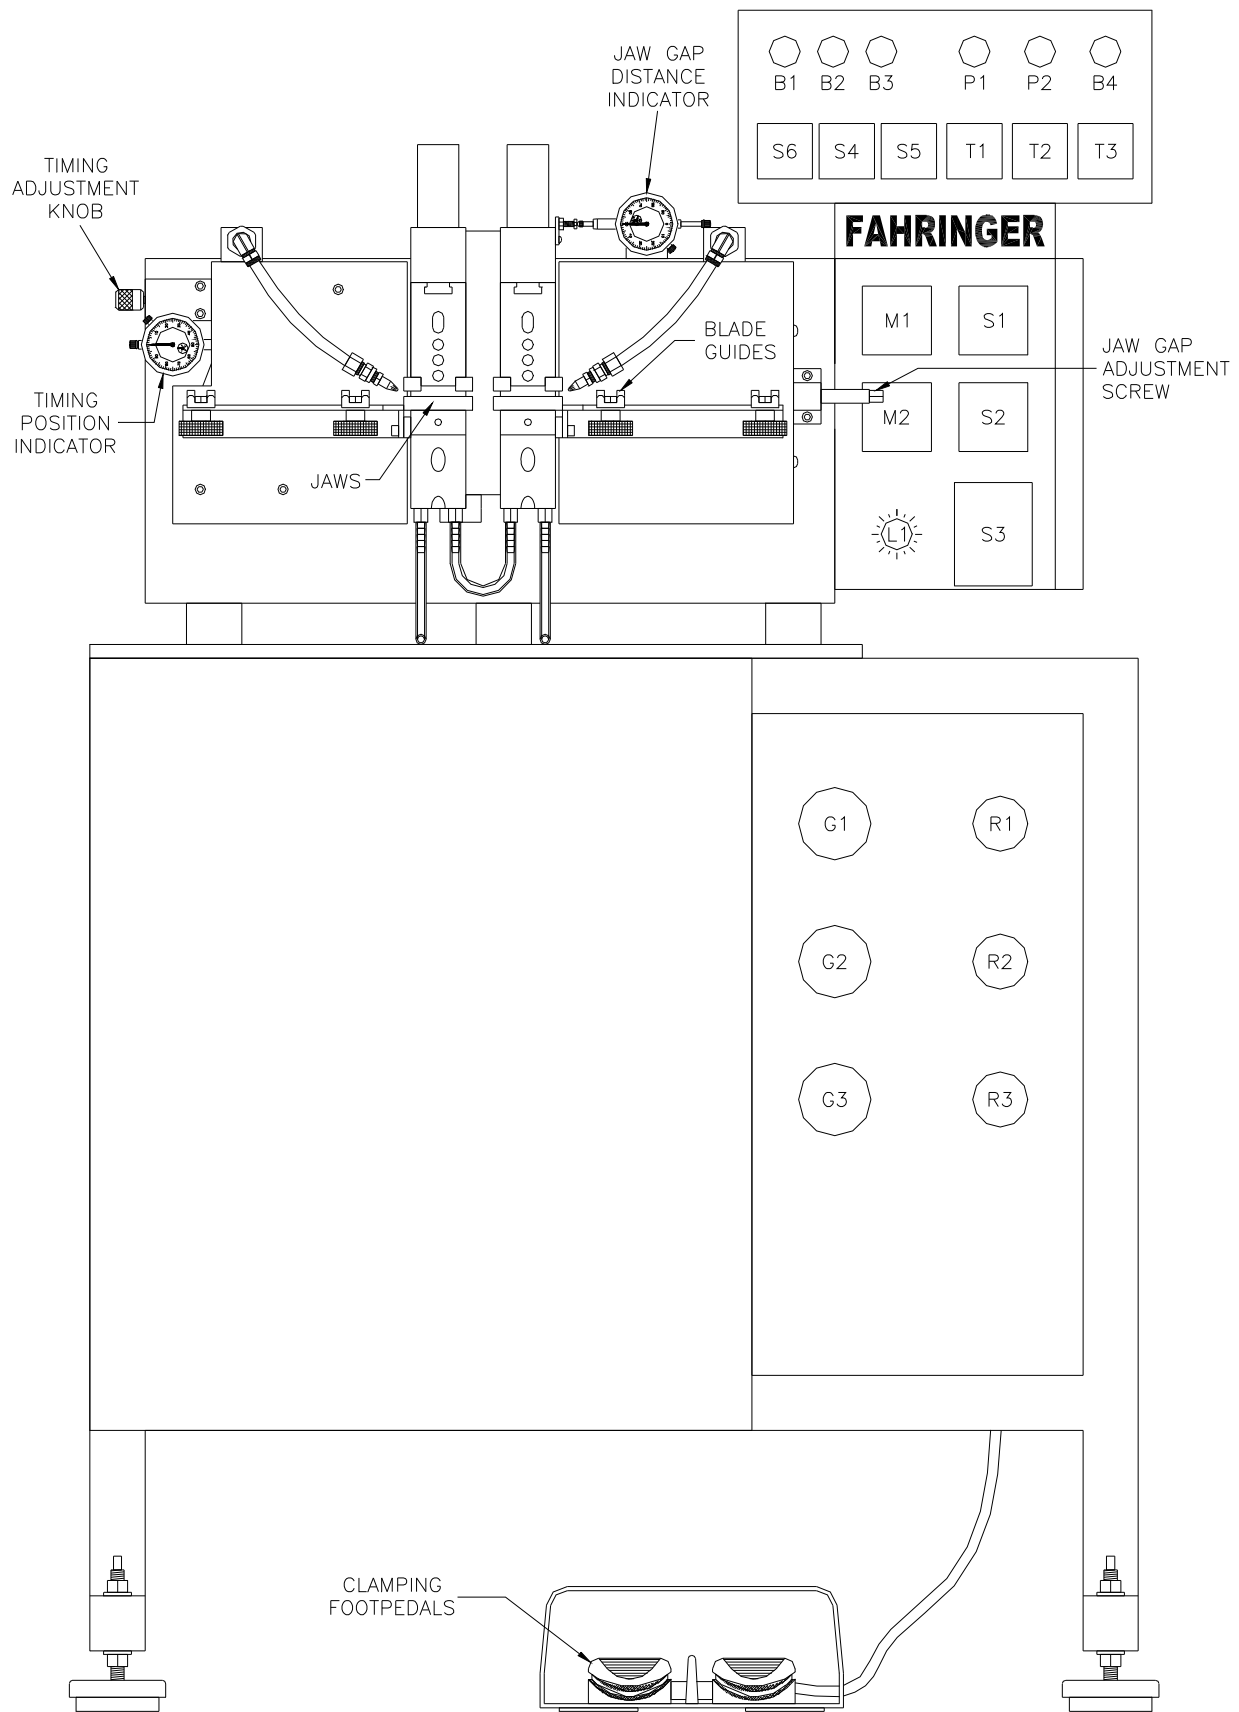 JAW GAP
DISTANCE
INDICATOR
B1 B2 B3 P1 P2 B4
S6 S4 S5 T1 T2 T3
TIMING
ADJUSTMENT
KNOB
FAHRINGER
M1 S1
BLADE
GUIDES
JAW GAP
ADJUSTMENT
SCREW
TIMING
POSITION
INDICATOR
M2 S2
JAWS
L1 S3
G1 R1
G2 R2
G3 R3
CLAMPING
FOOTPEDALS